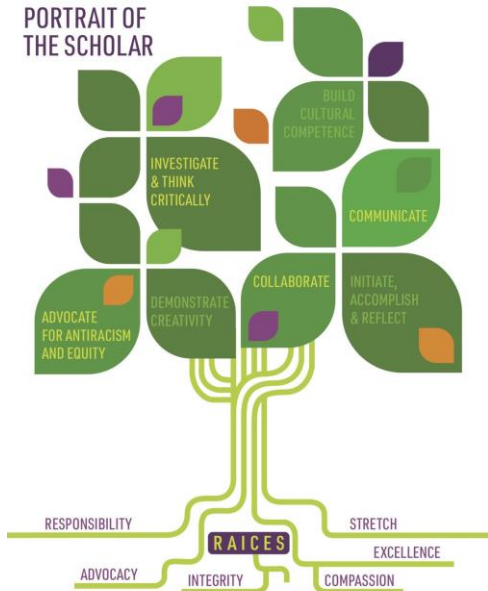 PORTRAIT OF
THE SCHOLAR
BUILD
CULTURAL
COMPETENCE
INVESTIGATE
& THINK
CRITICALLY
COMMUNICATE
ADVOCATE
FOR ANTIRACISM
AND EQUITY
DEMONSTRATE
CREATIVITY
COLLABORATE
INITIATE,
ACCOMPLISH
& REFLECT
RESPONSIBILITY
STRETCH
RAICES
EXCELLENCE
ADVOCACY
INTEGRITY
COMPASSION